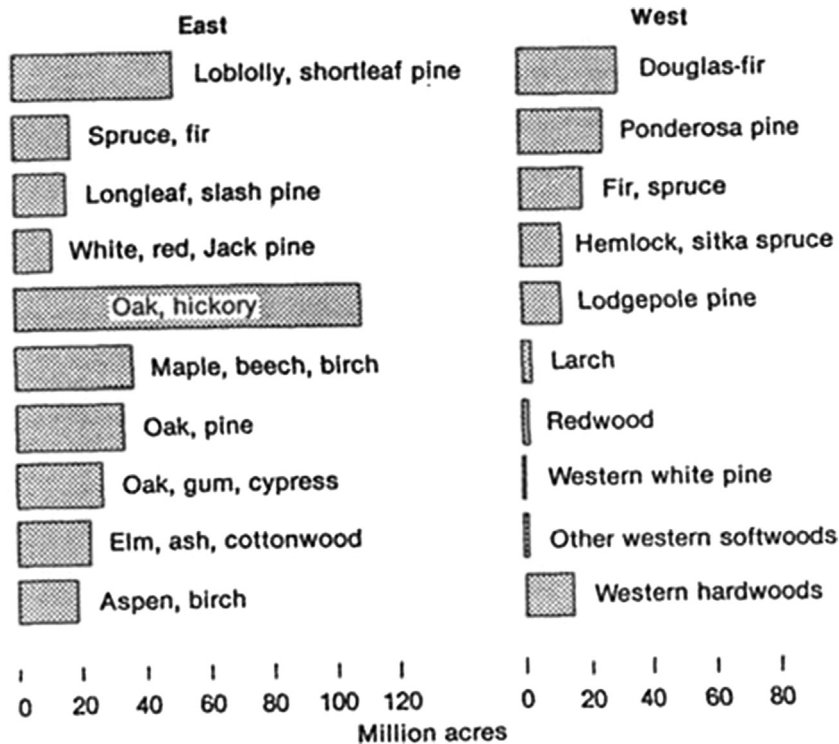 East
Loblolly, shortleaf pine
Spruce, fir
Longleaf, slash pine
White, red, Jack pine
Oak, hickory
Maple, beech, birch
Oak, pine
Oak, gum, cypress
Elm, ash, cottonwood
Aspen, birch
0 20 40 60 80 100 120
West
Douglas-fir
Ponderosa pine
Fir, spruce
Hemlock, sitka spruce
Lodgepole pine
Larch
Redwood
Western white pine
Other western softwoods
Western hardwoods
0 20 40 60 80
Million acres